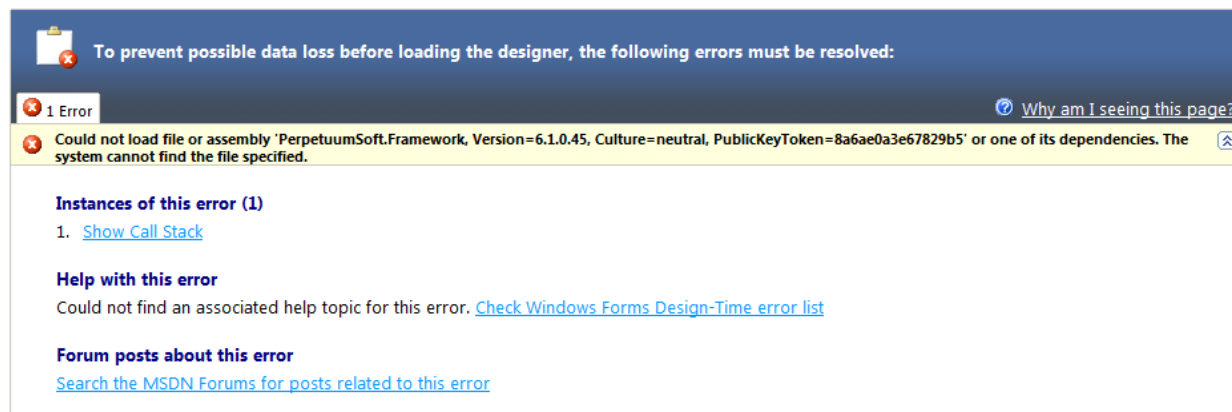 To prevent possible data loss before loading the designer, the following errors must be resolved:
1 Error
Why am I seeing this page?
Could not load file or assembly 'PerpetuumSoft.Framework, Version=6.1.0.45, Culture=neutral, PublicKeyToken=8a6ae0a3e67829b5' or one of its dependencies. The
system cannot find the file specified.
Instances of this error (1)
1. Show Call Stack
Help with this error
Could not find an associated help topic for this error. Check Windows Forms Design-Time error list
Forum posts about this error
Search the MSDN Forums for posts related to this error